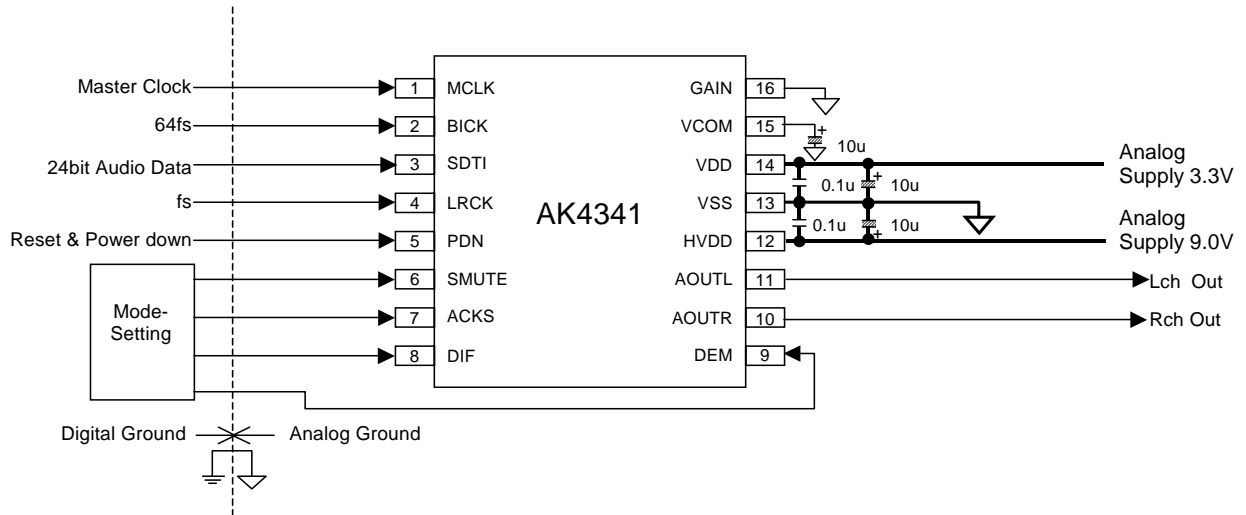 Master Clock
64fs
24bit Audio Data
fs
Reset & Power down
Mode-
Setting
1 MCLK
2 BICK
3 SDTI
4 LRCK
5 PDN
6 SMUTE
7 ACKS
8 DIF
AK4341
GAIN 16
VCOM 15
VDD 14
VSS 13
HVDD 12
AOUTL 11
AOUTR 10
DEM 9
+
10u
0.1u
+
10u
0.1u
+
10u
Analog
Supply 3.3V
Analog
Supply 9.0V
Lch Out
Rch Out
Digital Ground
Analog Ground